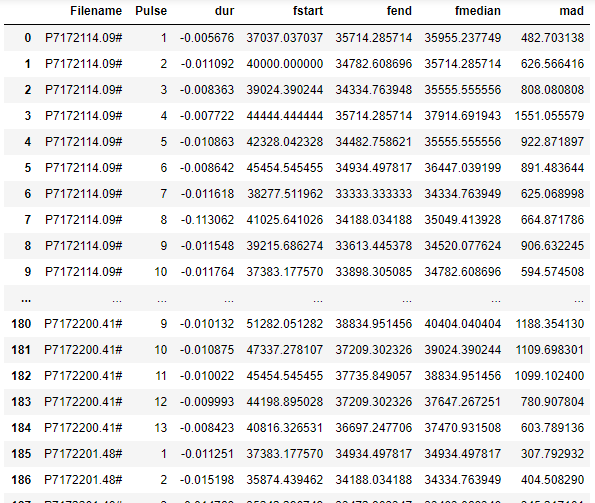 Filename Pulse dur fstart fend fmedian mad
0 P7172114.09# 1 -0.005676 37037.037037 35714.285714 35955.237749 482.703138
1 P7172114.09# 2 -0.011092 40000.000000 34782.608696 35714.285714 626.566416
2 P7172114.09# 3 -0.008363 39024.390244 34334.763948 35555.555556 808.080808
3 P7172114.09# 4 -0.007722 44444.444444 35714.285714 37914.691943 1551.055579
4 P7172114.09# 5 -0.010863 42328.042328 34482.758621 35555.555556 922.871897
5 P7172114.09# 6 -0.008642 45454.545455 34934.497817 36447.039199 891.483644
6 P7172114.09# 7 -0.011618 38277.511962 33333.333333 34334.763949 625.068998
7 P7172114.09# 8 -0.113062 41025.641026 34188.034188 35049.413928 664.871786
8 P7172114.09# 9 -0.011548 39215.686274 33613.445378 34520.077624 906.632245
9 P7172114.09# 10 -0.011764 37383.177570 33898.305085 34782.608696 594.574508
... ... ... ... ... ... ... ...
180 P7172200.41# 9 -0.010132 51282.051282 38834.951456 40404.040404 1188.354130
181 P7172200.41# 10 -0.010875 47337.278107 37209.302326 39024.390244 1109.698301
182 P7172200.41# 11 -0.010022 45454.545455 37735.849057 38834.951456 1099.102400
183 P7172200.41# 12 -0.009993 44198.895028 37209.302326 37647.267251 780.907804
184 P7172200.41# 13 -0.008423 40816.326531 36697.247706 37470.931508 603.789136
185 P7172201.48# 1 -0.011251 37383.177570 34934.497817 34934.497817 307.792932
186 P7172201.48# 2 -0.015198 35874.439462 34188.034188 34334.763949 404.508290